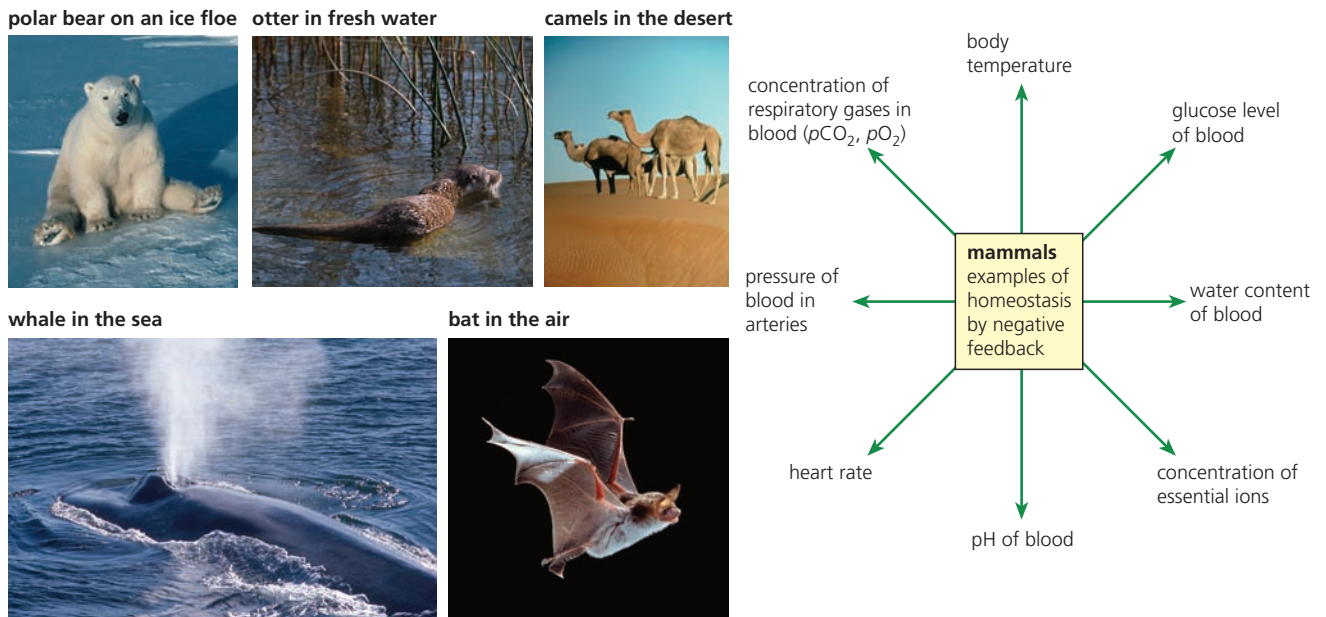 polar bear on an ice floe
otter in fresh water
camels in the desert
whale in the sea
bat in the air
body
temperature
concentration of
respiratory gases in
blood (pCO₂, pO₂)
glucose level
of blood
mammals
examples of
homeostasis
by negative
feedback
pressure of
blood in
arteries
water content
of blood
heart rate
concentration of
essential ions
pH of blood